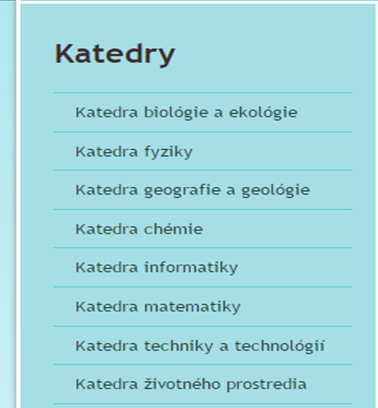 Katedry
Katedra biológie a ekológie
Katedra fyziky
Katedra geografie a geológie
Katedra chémie
Katedra informatiky
Katedra matematiky
Katedra techniky a technológií
Katedra životného prostredia